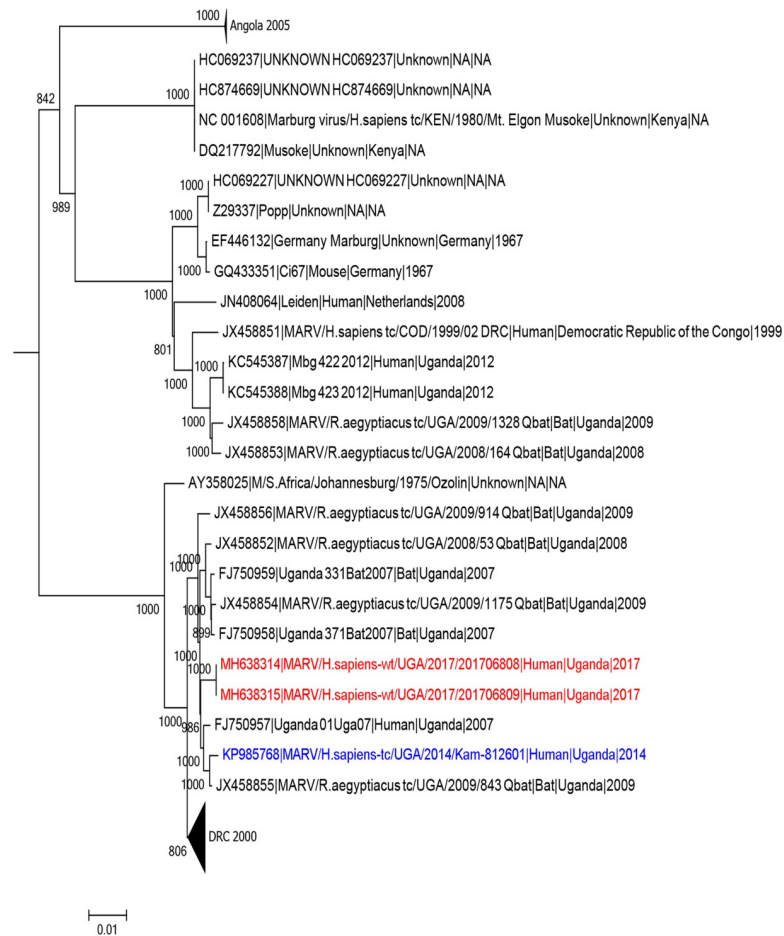 1000
Angola 2005
HC069237|UNKNOWN HC069237|Unknown|NA|NA
HC874669|UNKNOWN HC874669|Unknown|NA|NA
842
1000
NC 001608|Marburg virus/H.sapiens tc/KEN/1980/Mt. Elgon Musoke|Unknown|Kenya|NA
DQ217792|Musoke|Unknown|Kenya|NA
HC069227|UNKNOWN HC069227|Unknown|NA|NA
1000
989
Z29337|Popp|Unknown|NA|NA
1000
EF446132|Germany Marburg|Unknown|Germany|1967
GQ433351|Ci67|Mouse|Germany|1967
1000
1000
JN408064|Leiden|Human|Netherlands|2008
JX458851|MARV/H.sapiens tc/COD/1999/02 DRC|Human|Democratic Republic of the Congo|1999
801
KC545387|Mbg 422 2012|Human|Uganda|2012
1000
1000
KC545388|Mbg 423 2012|Human|Uganda|2012
JX458858|MARV/R.aegyptiacus tc/UGA/2009/1328 Qbat|Bat|Uganda|2009
1000
JX458853|MARV/R.aegyptiacus tc/UGA/2008/164 Qbat|Bat|Uganda|2008
1000
AY358025|M/S.Africa/Johannesburg/1975/Ozolin|Unknown|NA|NA
JX458856|MARV/R.aegyptiacus tc/UGA/2009/914 Qbat|Bat|Uganda|2009
JX458852|MARV/R.aegyptiacus tc/UGA/2008/53 Qbat|Bat|Uganda|2008
1000
1000
FJ750959|Uganda 331Bat2007|Bat|Uganda|2007
JX458854|MARV/R.aegyptiacus tc/UGA/2009/1175 Qbat|Bat|Uganda|2009
1000
1000
899
FJ750958|Uganda 371Bat2007|Bat|Uganda|2007
1000
MH638314|MARV/H.sapiens-wt/UGA/2017/201706808|Human|Uganda|2017
1000
MH638315|MARV/H.sapiens-wt/UGA/2017/201706809|Human|Uganda|2017
1000
986
FJ750957|Uganda 01Uga07|Human|Uganda|2007
KP985768|MARV/H.sapiens-tc/UGA/2014/Kam-812601|Human|Uganda|2014
1000
1000
JX458855|MARV/R.aegyptiacus tc/UGA/2009/843 Qbat|Bat|Uganda|2009
DRC 2000
806
0.01